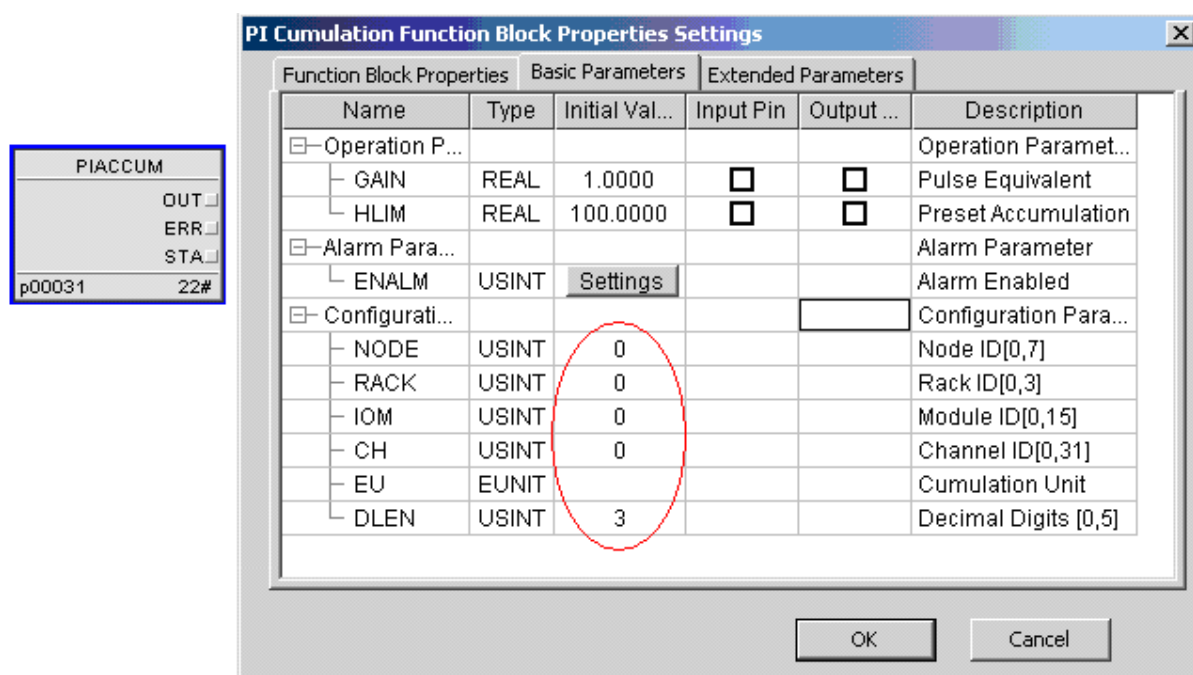 PI Cumulation Function Block Properties Settings
Function Block Properties Basic Parameters Extended Parameters
Name Type Initial Val... Input Pin Output ... Description
Operation P... Operation Paramet...
GAIN REAL 1.0000 Pulse Equivalent
HLIM REAL 100.0000 Preset Accumulation
Alarm Para... Alarm Parameter
ENALM USINT Settings Alarm Enabled
Configurati... Configuration Para...
NODE USINT 0 Node ID[0,7]
RACK USINT 0 Rack ID[0,3]
IOM USINT 0 Module ID[0,15]
CH USINT 0 Channel ID[0,31]
EU EUNIT Cumulation Unit
DLEN USINT 3 Decimal Digits [0,5]
OK Cancel
PIACCUM
OUT
ERR
STA
p00031 22#